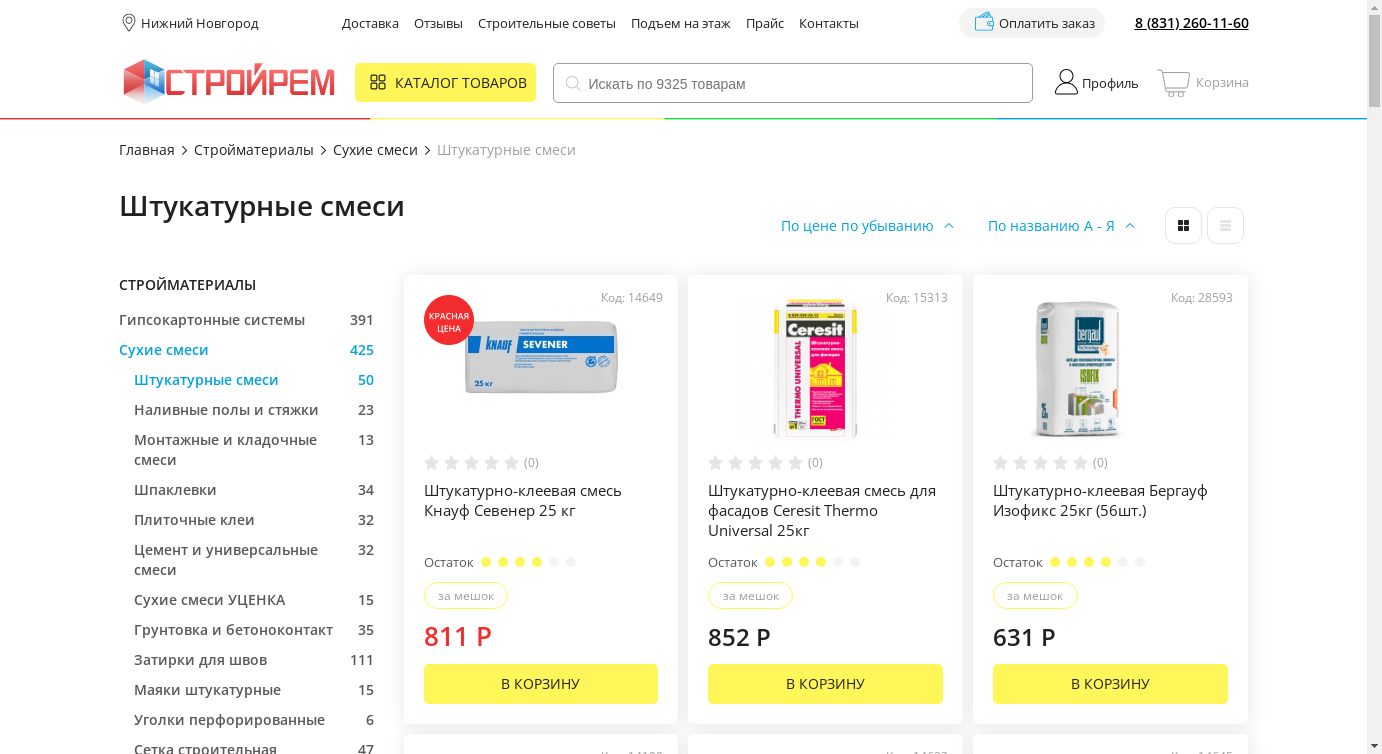 Нижний Новгород
Доставка Отзывы Строительные советы Подъем на этаж Прайс Контакты
Оплатить заказ
8 (831) 260-11-60
СТРОЙРЕМ
КАТАЛОГ ТОВАРОВ
Искать по 9325 товарам
Профиль
Корзина
Главная Стройматериалы Сухие смеси Штукатурные смеси
Штукатурные смеси
По цене по убыванию По названию А - Я
СТРОЙМАТЕРИАЛЫ
Гипсокартонные системы 391
Сухие смеси 425
Штукатурные смеси 50
Наливные полы и стяжки 23
Монтажные и кладочные 13
смеси
Шпаклевки 34
Плиточные клеи 32
Цемент и универсальные 32
смеси
Сухие смеси УЦЕНКА 15
Грунтовка и бетоноконтакт 35
Затирки для швов 111
Маяки штукатурные 15
Уголки перфорированные 6
Сетка строительная 47
Код: 14649
КРАСНАЯ
ЦЕНА
KNAUF SEVENER
25 кг
(0)
Штукатурно-клеевая смесь
Кнауф Севенер 25 кг
Остаток
за мешок
811 Р
В КОРЗИНУ
Код: 15313
Ceresit
Штукатурно-
клеевая смесь
для фасадов
THERMO UNIVERSAL
ГОСТ
(0)
Штукатурно-клеевая смесь для
фасадов Ceresit Thermo
Universal 25кг
Остаток
за мешок
852 Р
В КОРЗИНУ
Код: 28593
bergauf
ISOFIX
(0)
Штукатурно-клеевая Бергауф
Изофикс 25кг (56шт.)
Остаток
за мешок
631 Р
В КОРЗИНУ